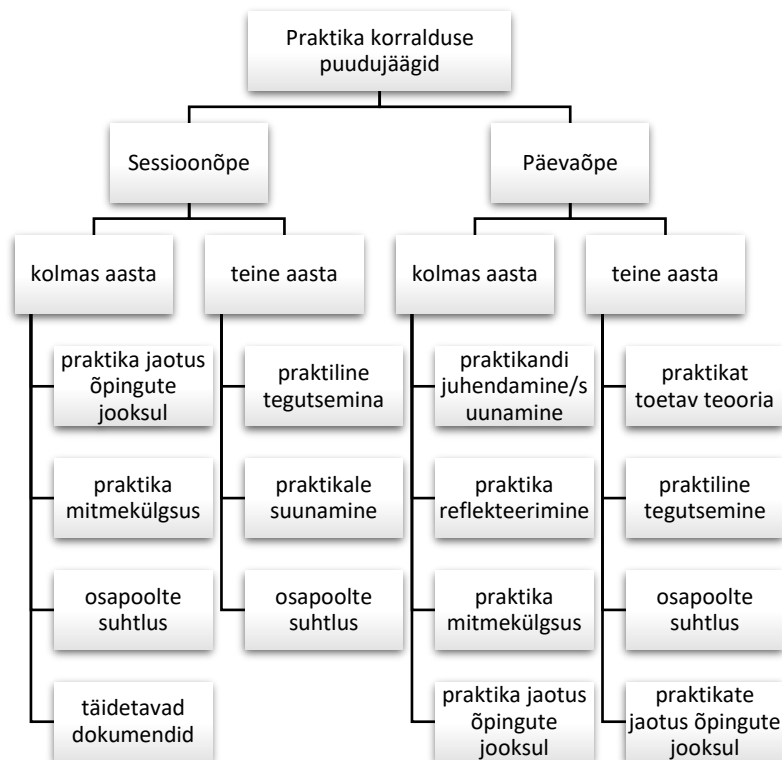 Praktika korralduse
puudujäägid
Sessioonõpe
Päevaõpe
kolmas aasta
teine aasta
kolmas aasta
teine aasta
praktika jaotus
õpingute
jooksul
praktika
mitmekülgsus
osapoolte
suhtlus
täidetavad
dokumendid
praktiline
tegutsemina
praktikale
suunamine
osapoolte
suhtlus
praktikandi
juhendamine/s
uunamine
praktika
reflekteerimine
praktika
mitmekülgsus
praktika jaotus
õpingute
jooksul
praktikat
toetav teooria
praktiline
tegutsemine
osapoolte
suhtlus
praktikate
jaotus õpingute
jooksul